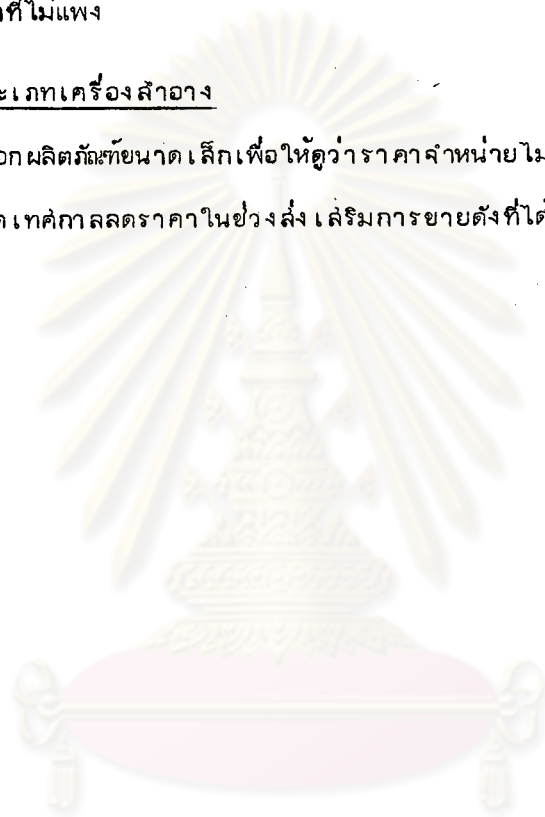 ที่ไม่แพง
ะเภทเครื่องสำอาง
อกผลิตภัณฑ์ขนาดเล็กเพื่อให้ดูว่าราคาจำหน่ายไม
เทศกาลลดราคาในช่วงส่งเสริมการขายดังที่ได้